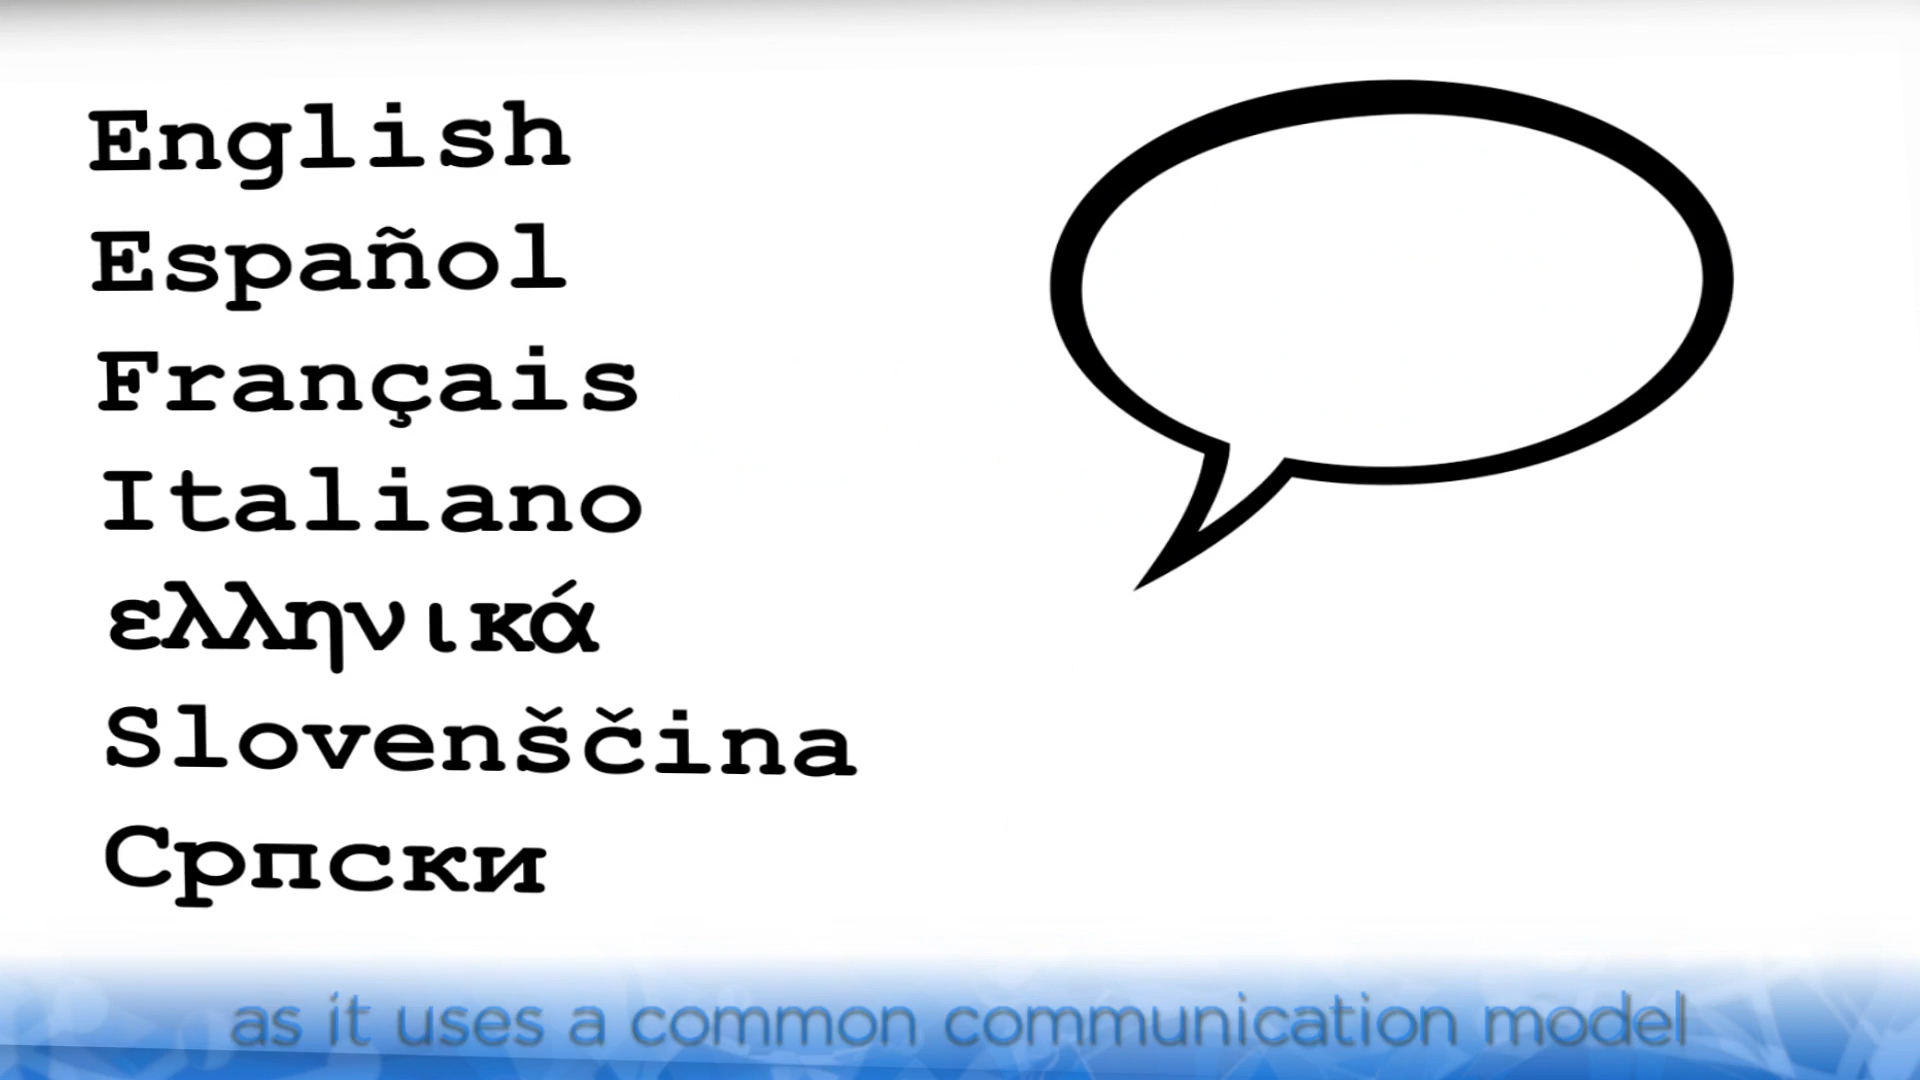 English
Español
Français
Italiano
ελληνικά
Slovenščina
Српски
as it uses a common communication model